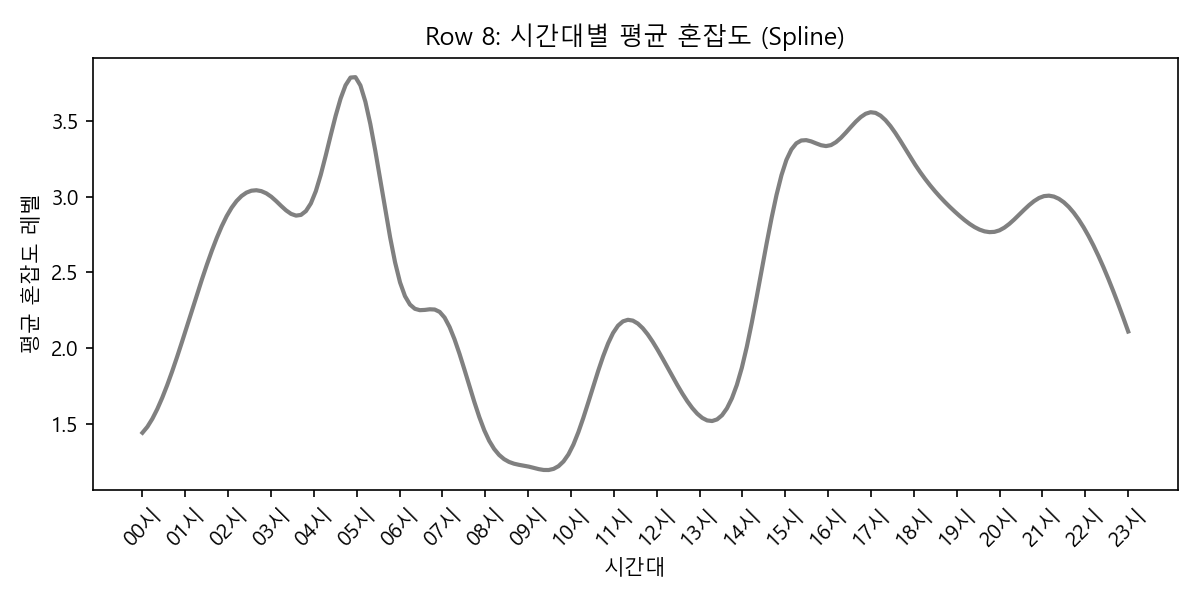 Row 8: 시간대별 평균 혼잡도 (Spline)
평균 혼잡도 레벨
3.5
3.0
2.5
2.0
1.5
00시 01시 02시 03시 04시 05시 06시 07시 08시 09시 10시 11시 12시 13시 14시 15시 16시 17시 18시 19시 20시 21시 22시 23시
시간대